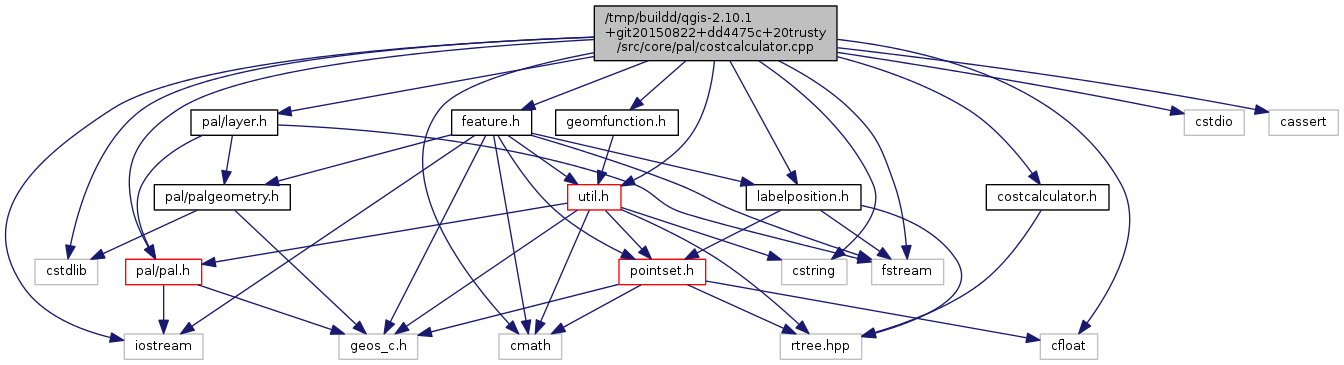 /tmp/buildd/qgis-2.10.1
+git20150822+dd4475c+20trusty
/src/core/pal/costcalculator.cpp
pal/layer.h
feature.h
geomfunction.h
cstdio
cassert
pal/palgeometry.h
util.h
labelposition.h
costcalculator.h
cstdlib
pal/pal.h
pointset.h
cstring
fstream
iostream
geos_c.h
cmath
rtree.hpp
cfloat